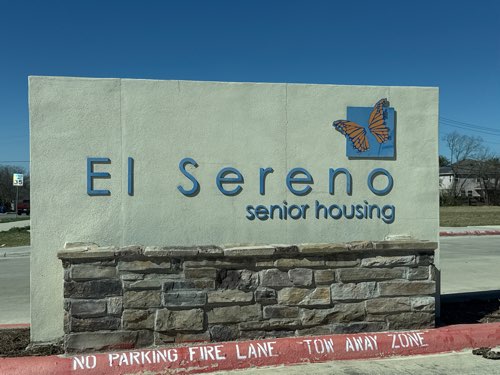 El Sereno
senior housing
NO PARKING FIRE LANE TOW AWAY ZONE